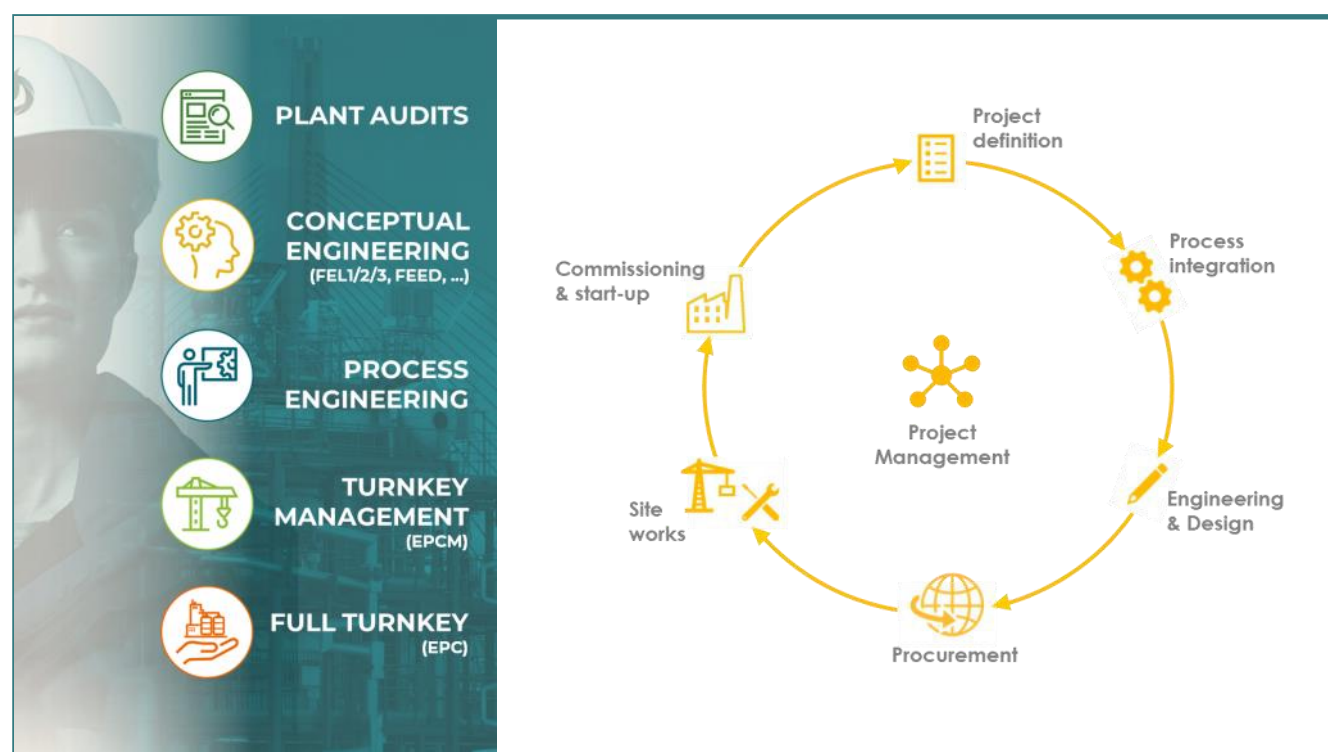 PLANT AUDITS
CONCEPTUAL
ENGINEERING
(FEL1/2/3, FEED, ...)
PROCESS
ENGINEERING
TURNKEY
MANAGEMENT
(EPCM)
FULL TURNKEY
(EPC)
Project
definition
Process
integration
Engineering
& Design
Procurement
Site
works
Commissioning
& start-up
Project
Management